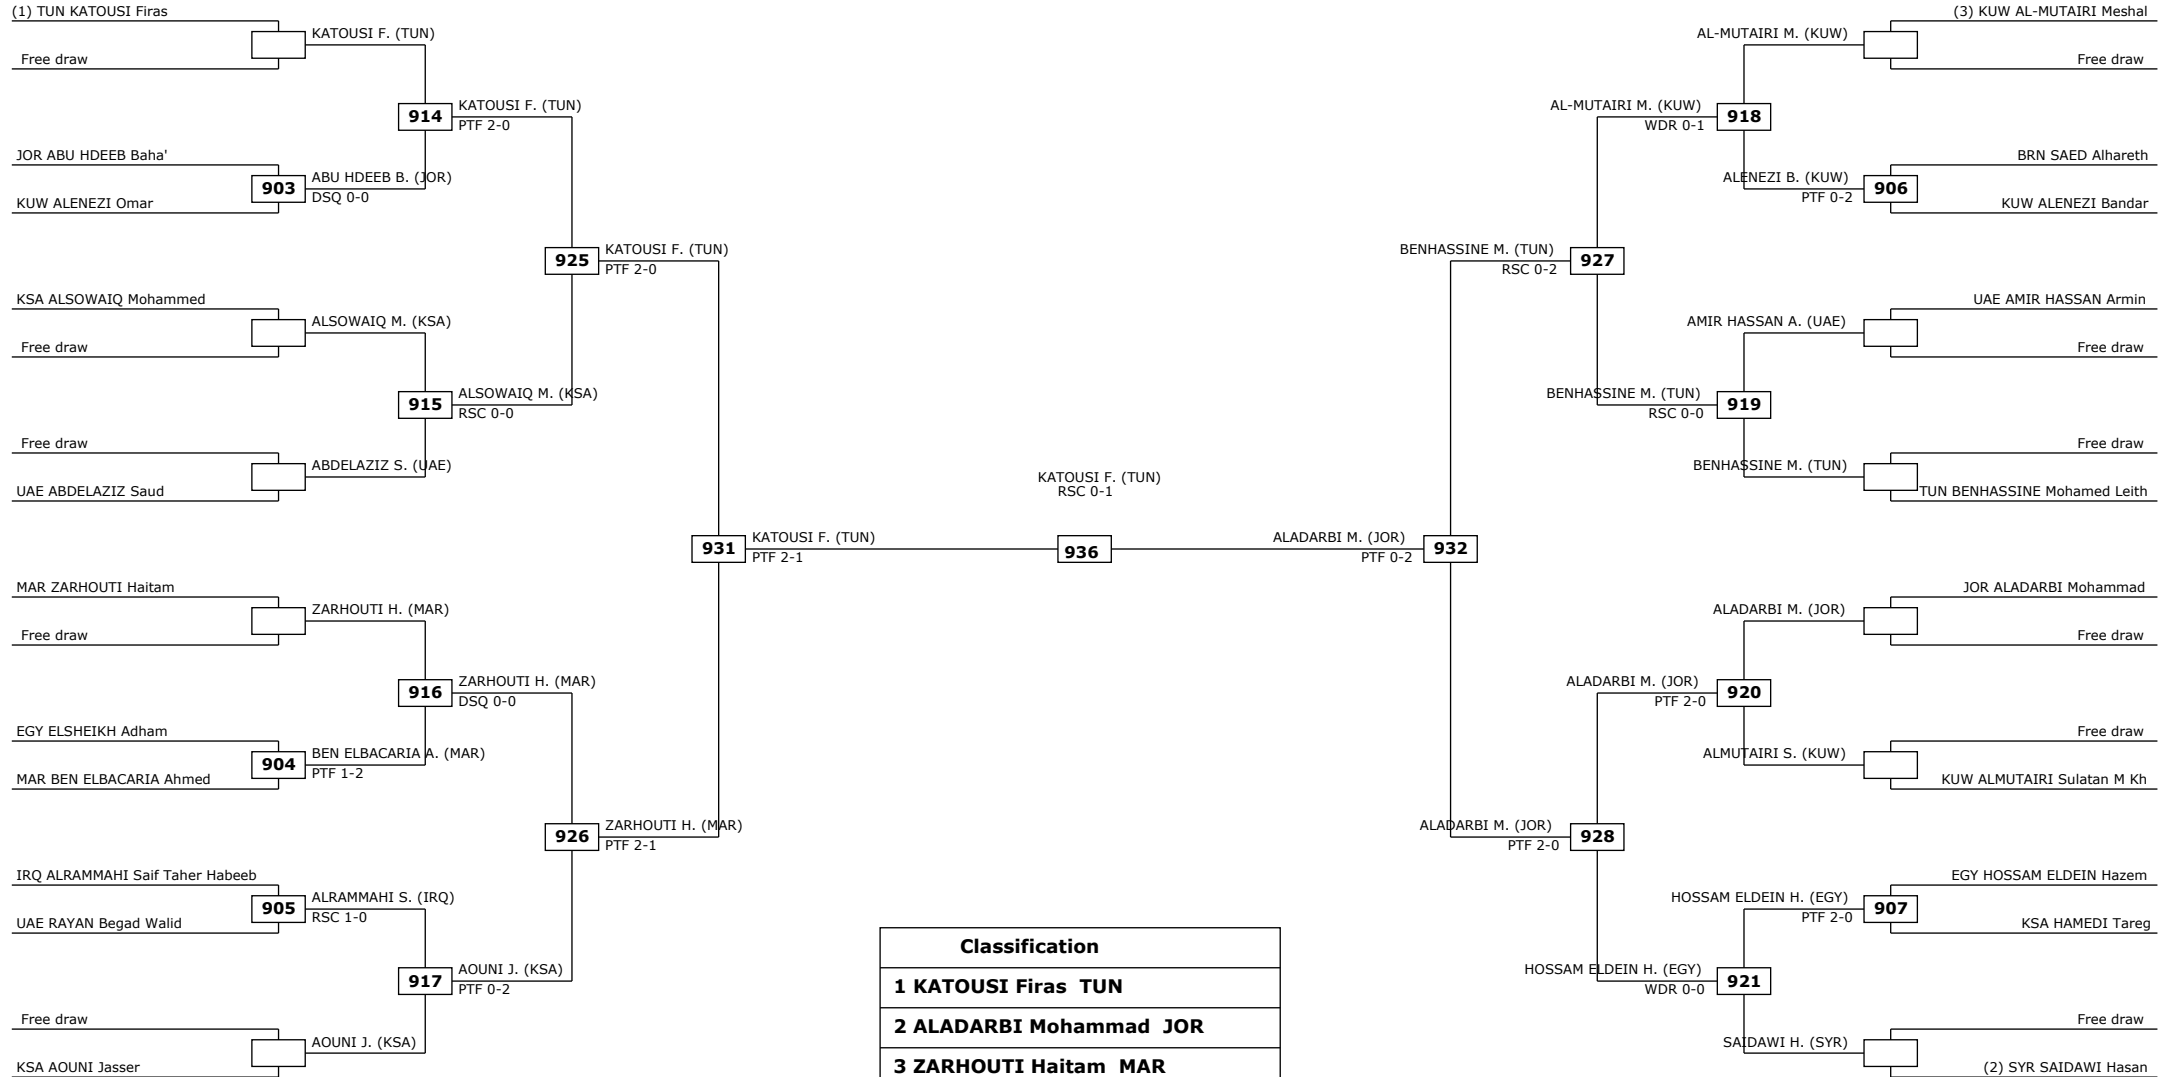 (1) TUN KATOUSI Firas
Free draw
KATOUSI F. (TUN)
914
KATOUSI F. (TUN)
PTF 2-0
JOR ABU HDEEB Baha'
KUW ALENEZI Omar
903
ABU HDEEB B. (JOR)
DSQ 0-0
925
KATOUSI F. (TUN)
PTF 2-0
KSA ALSOWAIQ Mohammed
Free draw
ALSOWAIQ M. (KSA)
915
ALSOWAIQ M. (KSA)
RSC 0-0
Free draw
UAE ABDELAZIZ Saud
ABDELAZIZ S. (UAE)
931
KATOUSI F. (TUN)
PTF 2-1
MAR ZARHOUTI Haitam
Free draw
ZARHOUTI H. (MAR)
916
ZARHOUTI H. (MAR)
DSQ 0-0
EGY ELSHEIKH Adham
MAR BEN ELBACARIA Ahmed
904
BEN ELBACARIA A. (MAR)
PTF 1-2
926
ZARHOUTI H. (MAR)
PTF 2-1
IRQ ALRAMMAHI Saif Taher Habeeb
UAE RAYAN Begad Walid
905
ALRAMMAHI S. (IRQ)
RSC 1-0
917
AOUNI J. (KSA)
PTF 0-2
Free draw
KSA AOUNI Jasser
AOUNI J. (KSA)
KATOUSI F. (TUN)
RSC 0-1
936
(3) KUW AL-MUTAIRI Meshal
Free draw
AL-MUTAIRI M. (KUW)
AL-MUTAIRI M. (KUW)
WDR 0-1
918
BRN SAED Alhareth
KUW ALENEZI Bandar
ALENEZI B. (KUW)
PTF 0-2
906
BENHASSINE M. (TUN)
RSC 0-2
927
UAE AMIR HASSAN Armin
Free draw
AMIR HASSAN A. (UAE)
BENHASSINE M. (TUN)
RSC 0-0
919
Free draw
TUN BENHASSINE Mohamed Leith
BENHASSINE M. (TUN)
ALADARBI M. (JOR)
PTF 0-2
932
JOR ALADARBI Mohammad
Free draw
ALADARBI M. (JOR)
ALADARBI M. (JOR)
PTF 2-0
920
Free draw
KUW ALMUTAIRI Sulatan M Kh
ALMUTAIRI S. (KUW)
ALADARBI M. (JOR)
PTF 2-0
928
EGY HOSSAM ELDEIN Hazem
KSA HAMEDI Tareg
HOSSAM ELDEIN H. (EGY)
PTF 2-0
907
HOSSAM ELDEIN H. (EGY)
WDR 0-0
921
Free draw
(2) SYR SAIDAWI Hasan
SAIDAWI H. (SYR)
Classification
1 KATOUSI Firas TUN
2 ALADARBI Mohammad JOR
3 ZARHOUTI Haitam MAR